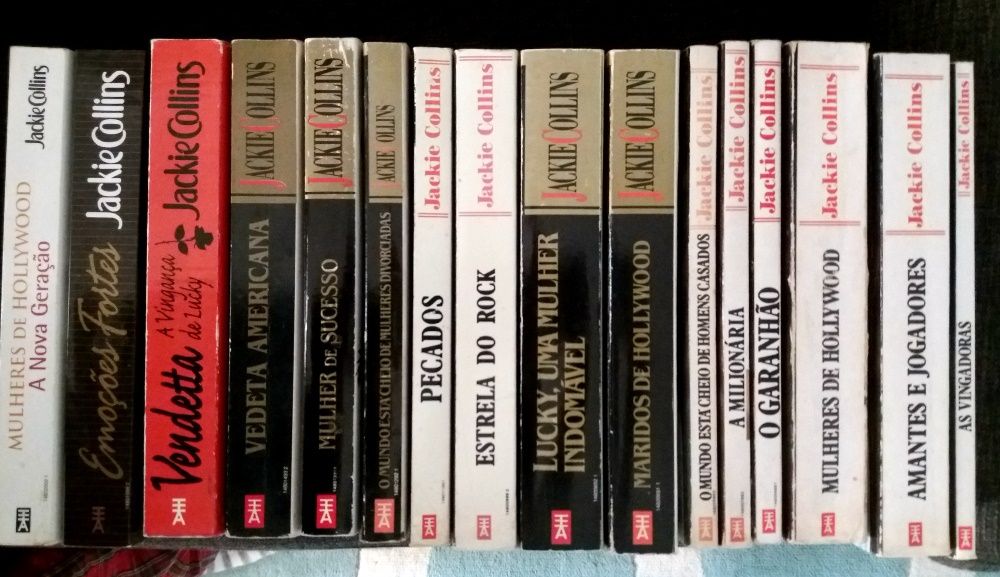 MULHERES DE HOLLYWOOD
A Nova Geração
Jackie Collins
Emoções Fortes
Jackie Collins
Vendetta
A Vingança
de Lucky
Jackie Collins
VEDETA AMERICANA
JACKIE COLLINS
MULHER DE SUCESSO
JACKIE COLLINS
O MUNDO ESTA CHEIO DE MULHERES DIVORCIADAS
JACKIE COLLINS
PECADOS
Jackie Collins
ESTRELA DO ROCK
Jackie Collins
LUCKY, UMA MULHER
INDOMÁVEL
JACKIE COLLINS
MARIDOS DE HOLLYWOOD
JACKIE COLLINS
O MUNDO ESTA CHEIO DE HOMENS CASADOS
Jackie Collins
A MILIONÁRIA
Jackie Collins
O GARANHÃO
Jackie Collins
MULHERES DE HOLLYWOOD
Jackie Collins
AMANTES E JOGADORES
Jackie Collins
AS VINGADORAS
Jackie Collins